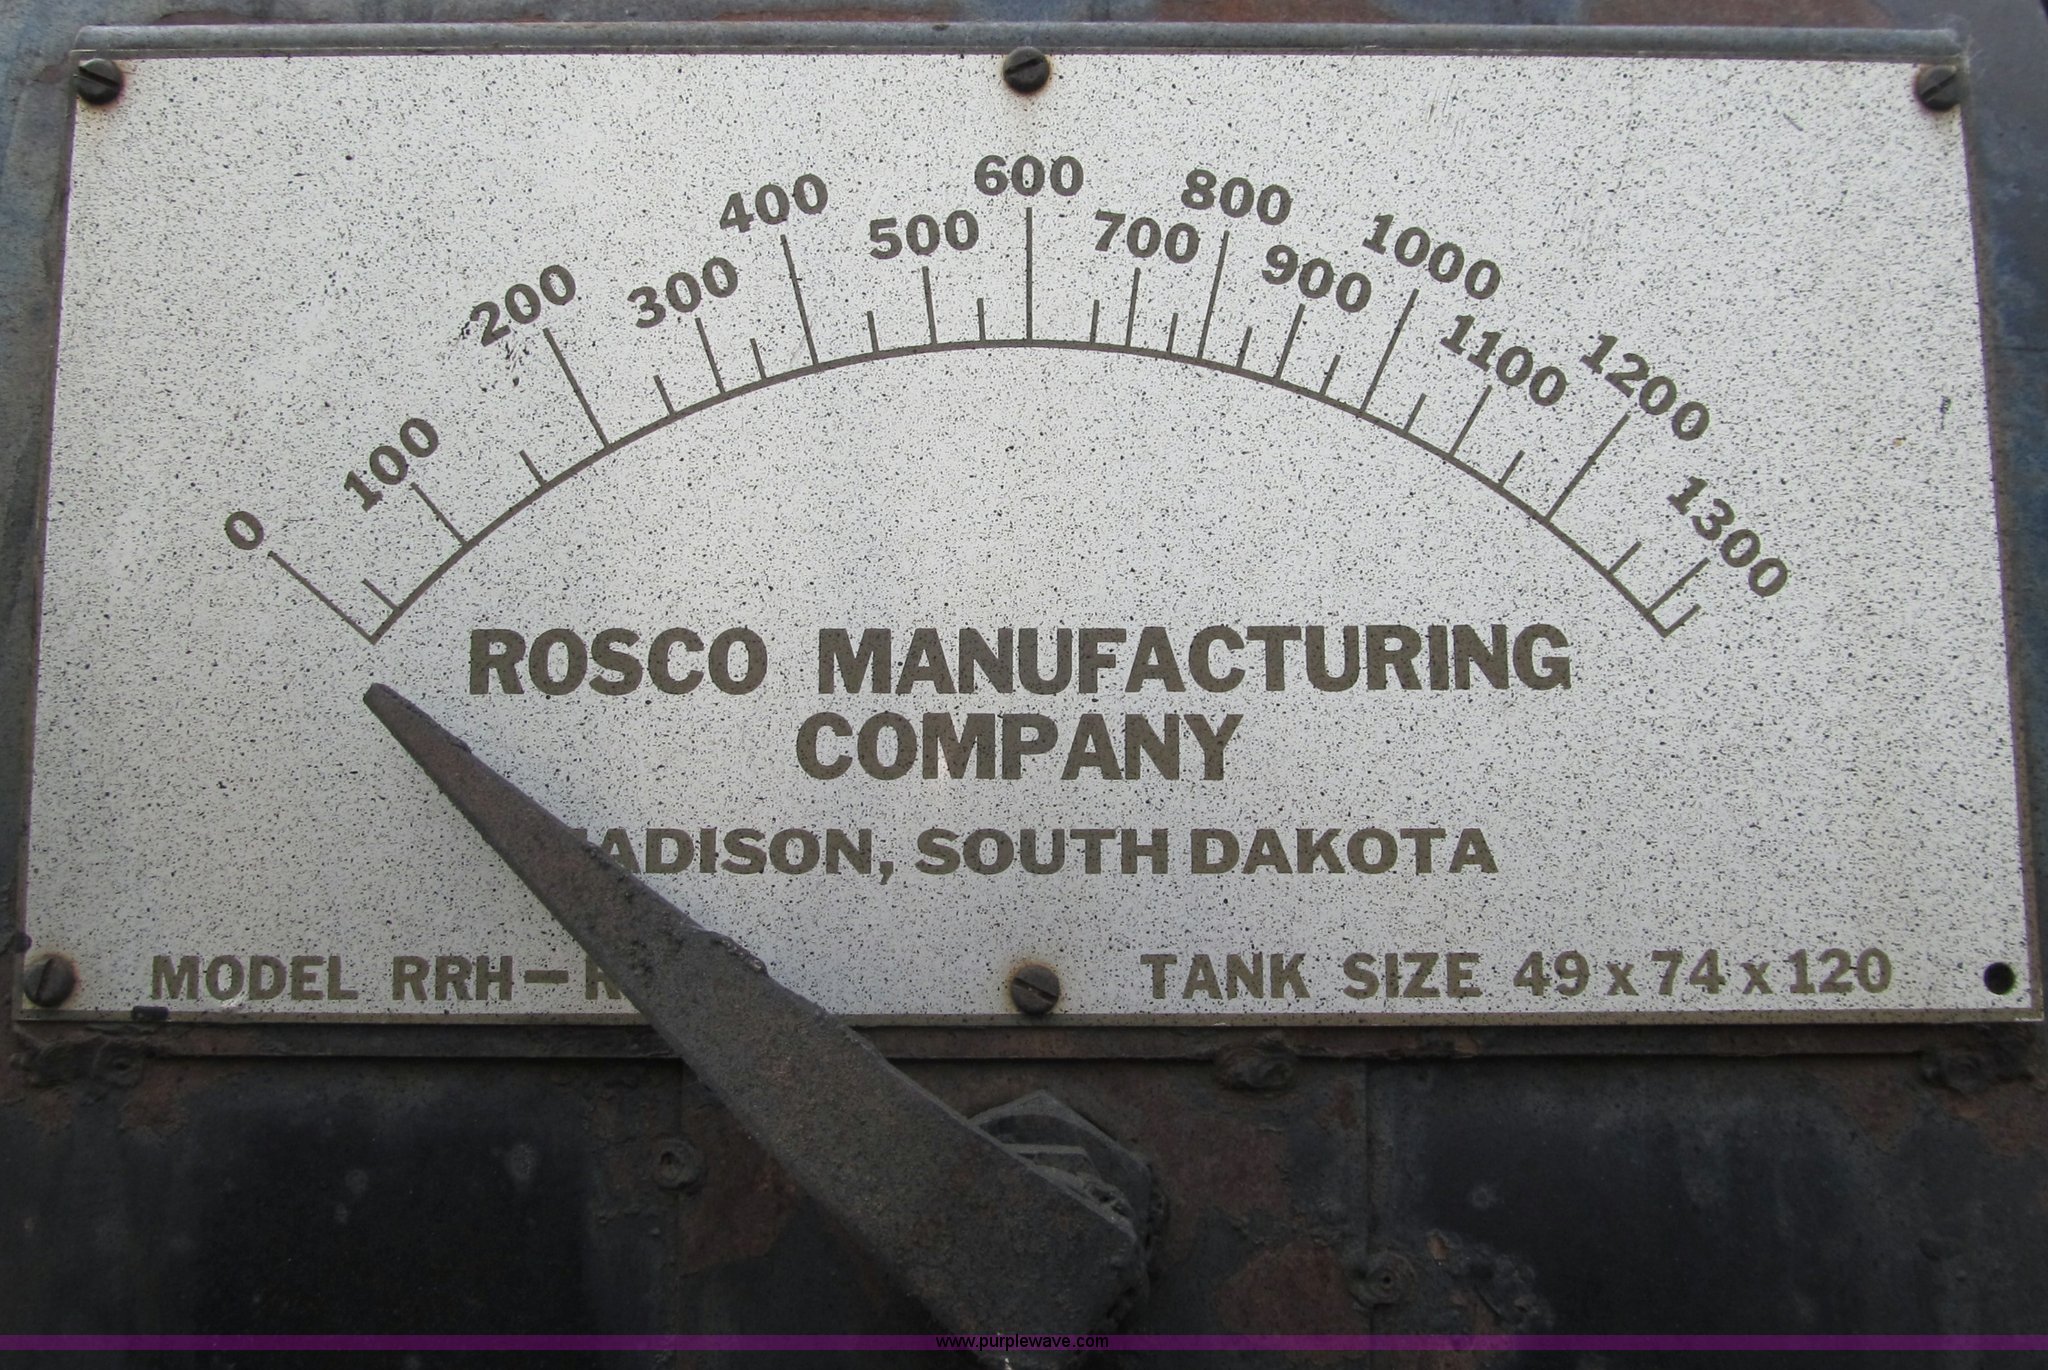 0 100 200 300 400 500 600 700 800 900 1000 1100 1200 1300
ROSCO MANUFACTURING
COMPANY
ADISON, SOUTH DAKOTA
MODEL RRH— TANK SIZE 49 x 74 x 120
www.purplewave.com